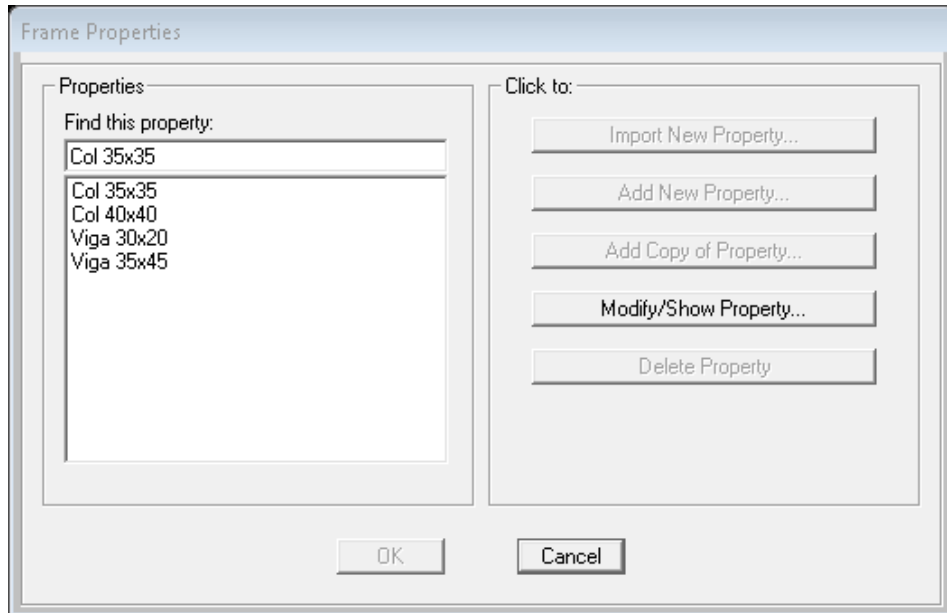 Frame Properties
Properties
Find this property:
Col 35x35
Col 35x35
Col 40x40
Viga 30x20
Viga 35x45
Click to:
Import New Property...
Add New Property...
Add Copy of Property...
Modify/Show Property...
Delete Property
OK
Cancel